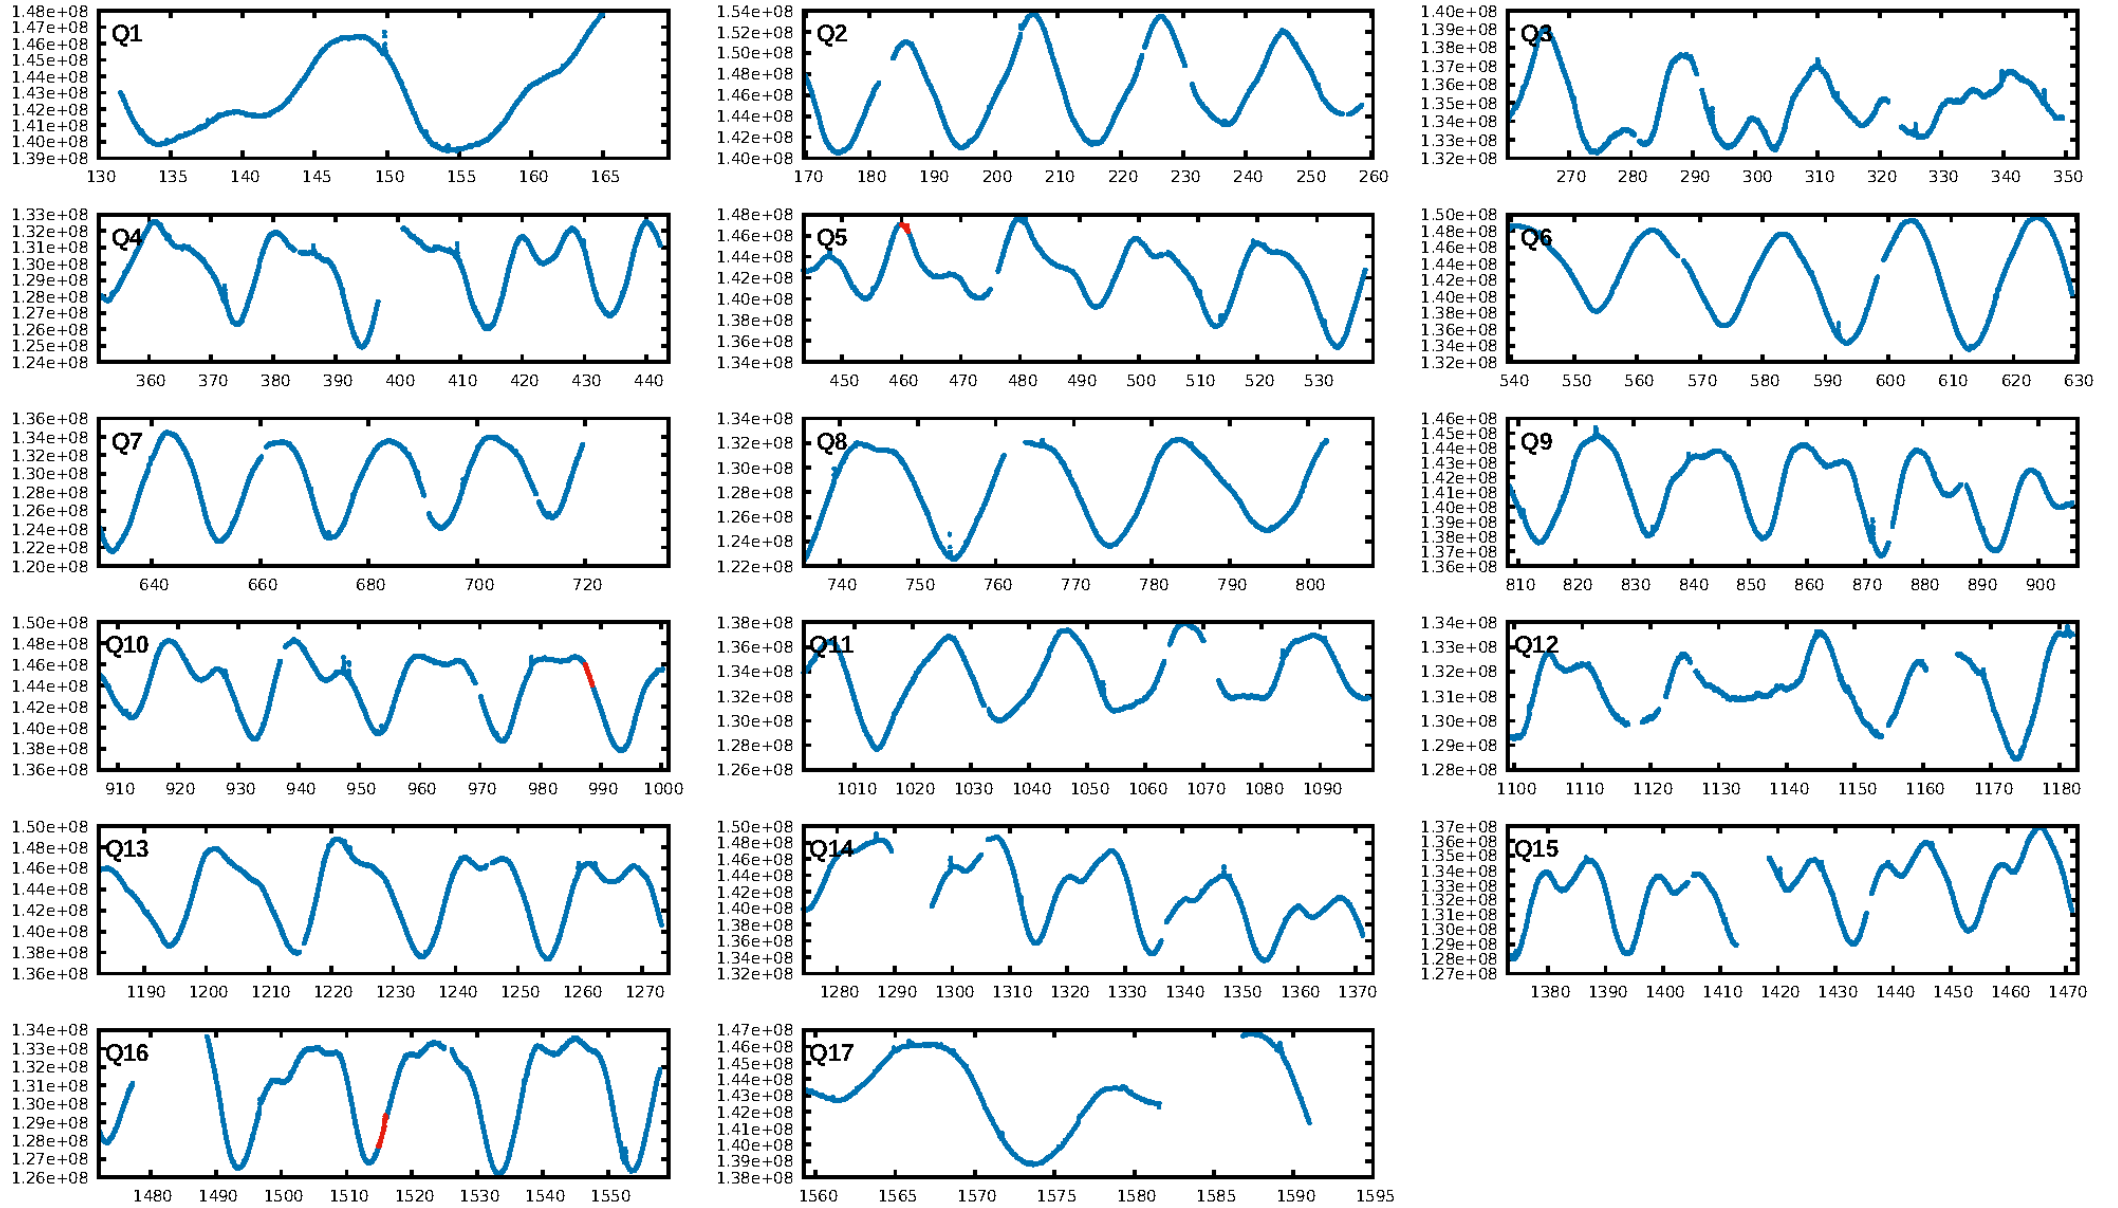 1.48e+08
1.47e+08
1.46e+08
1.45e+08
1.44e+08
1.43e+08
1.42e+08
1.41e+08
1.40e+08
1.39e+08
Q1
130 135 140 145 150 155 160 165
1.54e+08
1.52e+08
1.50e+08
1.48e+08
1.46e+08
1.44e+08
1.42e+08
1.40e+08
Q2
170 180 190 200 210 220 230 240 250 260
1.40e+08
1.39e+08
1.38e+08
1.37e+08
1.36e+08
1.35e+08
1.34e+08
1.33e+08
1.32e+08
Q3
270 280 290 300 310 320 330 340 350
1.33e+08
1.32e+08
1.31e+08
1.30e+08
1.29e+08
1.28e+08
1.27e+08
1.26e+08
1.25e+08
1.24e+08
Q4
360 370 380 390 400 410 420 430 440
1.48e+08
1.46e+08
1.44e+08
1.42e+08
1.40e+08
1.38e+08
1.36e+08
1.34e+08
Q5
450 460 470 480 490 500 510 520 530
1.50e+08
1.48e+08
1.46e+08
1.44e+08
1.42e+08
1.40e+08
1.38e+08
1.36e+08
1.34e+08
1.32e+08
Q6
540 550 560 570 580 590 600 610 620 630
1.36e+08
1.34e+08
1.32e+08
1.30e+08
1.28e+08
1.26e+08
1.24e+08
1.22e+08
1.20e+08
Q7
640 660 680 700 720
1.34e+08
1.32e+08
1.30e+08
1.28e+08
1.26e+08
1.24e+08
1.22e+08
Q8
740 750 760 770 780 790 800
1.46e+08
1.45e+08
1.44e+08
1.43e+08
1.42e+08
1.41e+08
1.40e+08
1.39e+08
1.38e+08
1.37e+08
1.36e+08
Q9
810 820 830 840 850 860 870 880 890 900
1.50e+08
1.48e+08
1.46e+08
1.44e+08
1.42e+08
1.40e+08
1.38e+08
1.36e+08
Q10
910 920 930 940 950 960 970 980 990 1000
1.38e+08
1.36e+08
1.34e+08
1.32e+08
1.30e+08
1.28e+08
1.26e+08
Q11
1010 1020 1030 1040 1050 1060 1070 1080 1090
1.34e+08
1.33e+08
1.32e+08
1.31e+08
1.30e+08
1.29e+08
1.28e+08
Q12
1100 1110 1120 1130 1140 1150 1160 1170 1180
1.50e+08
1.48e+08
1.46e+08
1.44e+08
1.42e+08
1.40e+08
1.38e+08
1.36e+08
Q13
1190 1200 1210 1220 1230 1240 1250 1260 1270
1.50e+08
1.48e+08
1.46e+08
1.44e+08
1.42e+08
1.40e+08
1.38e+08
1.36e+08
1.34e+08
1.32e+08
Q14
1280 1290 1300 1310 1320 1330 1340 1350 1360 1370
1.37e+08
1.36e+08
1.35e+08
1.34e+08
1.33e+08
1.32e+08
1.31e+08
1.30e+08
1.29e+08
1.28e+08
1.27e+08
Q15
1380 1390 1400 1410 1420 1430 1440 1450 1460 1470
1.34e+08
1.33e+08
1.32e+08
1.31e+08
1.30e+08
1.29e+08
1.28e+08
1.27e+08
1.26e+08
Q16
1480 1490 1500 1510 1520 1530 1540 1550
1.47e+08
1.46e+08
1.45e+08
1.44e+08
1.43e+08
1.42e+08
1.41e+08
1.40e+08
1.39e+08
1.38e+08
Q17
1560 1565 1570 1575 1580 1585 1590 1595